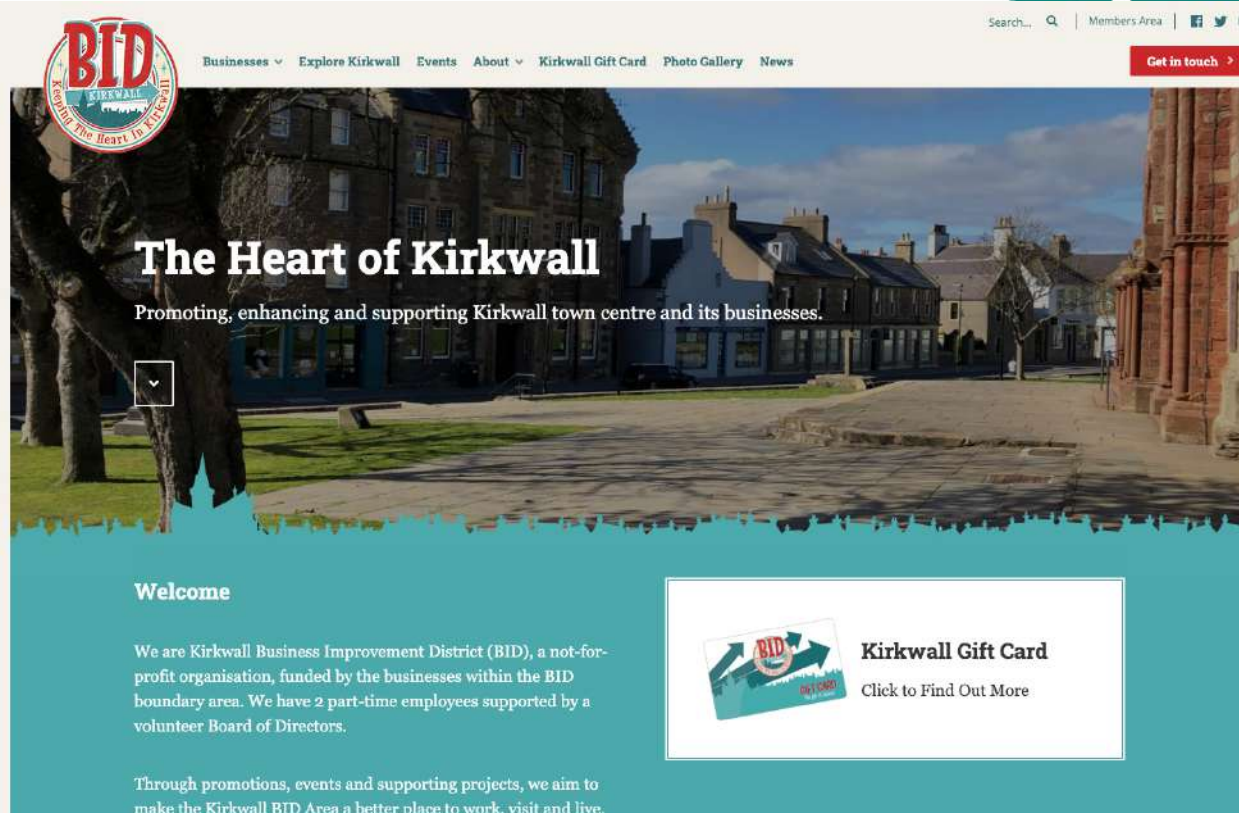 Search...
Members Area
BID
KIRKWALL
Keeping The Heart In Kirkwall
Businesses
Explore Kirkwall
Events
About
Kirkwall Gift Card
Photo Gallery
News
Get in touch
The Heart of Kirkwall
Promoting, enhancing and supporting Kirkwall town centre and its businesses.
Welcome
We are Kirkwall Business Improvement District (BID), a not-for-
profit organisation, funded by the businesses within the BID
boundary area. We have 2 part-time employees supported by a
volunteer Board of Directors.
Through promotions, events and supporting projects, we aim to
make the Kirkwall BID Area a better place to work, visit and live.
BID
GIFT CARD
Kirkwall Gift Card
Click to Find Out More